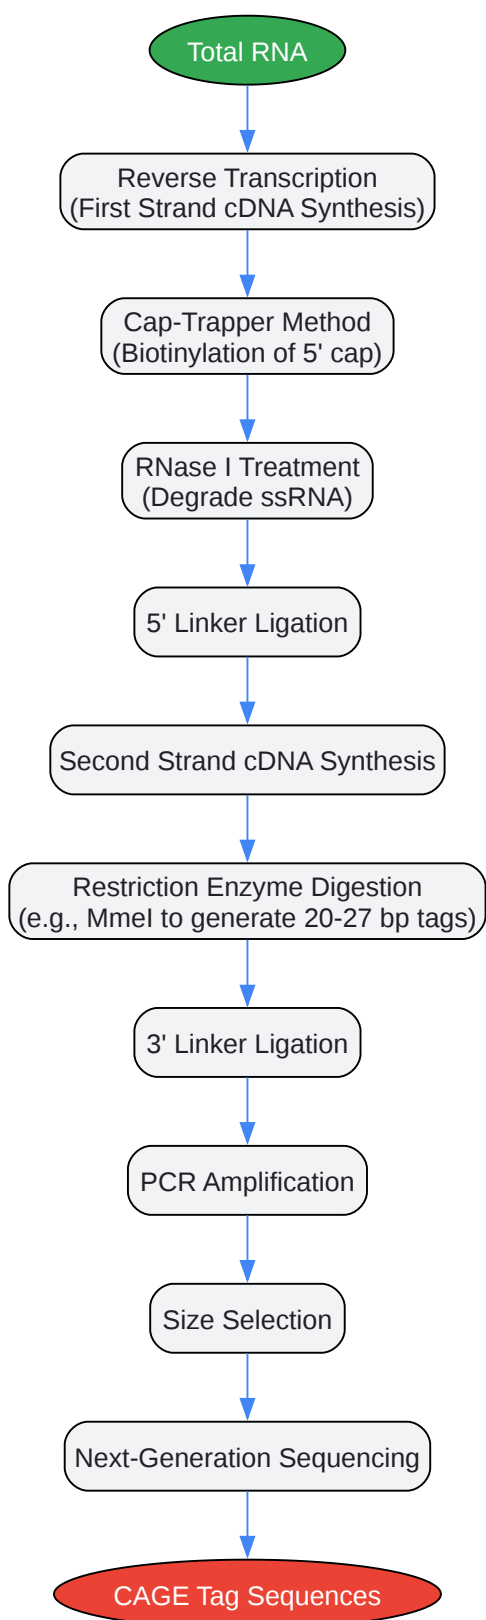 Total RNA
Reverse Transcription
(First Strand cDNA Synthesis)
Cap-Trapper Method
(Biotinylation of 5' cap)
RNase I Treatment
(Degrade ssRNA)
5' Linker Ligation
Second Strand cDNA Synthesis
Restriction Enzyme Digestion
(e.g., MmeI to generate 20-27 bp tags)
3' Linker Ligation
PCR Amplification
Size Selection
Next-Generation Sequencing
CAGE Tag Sequences